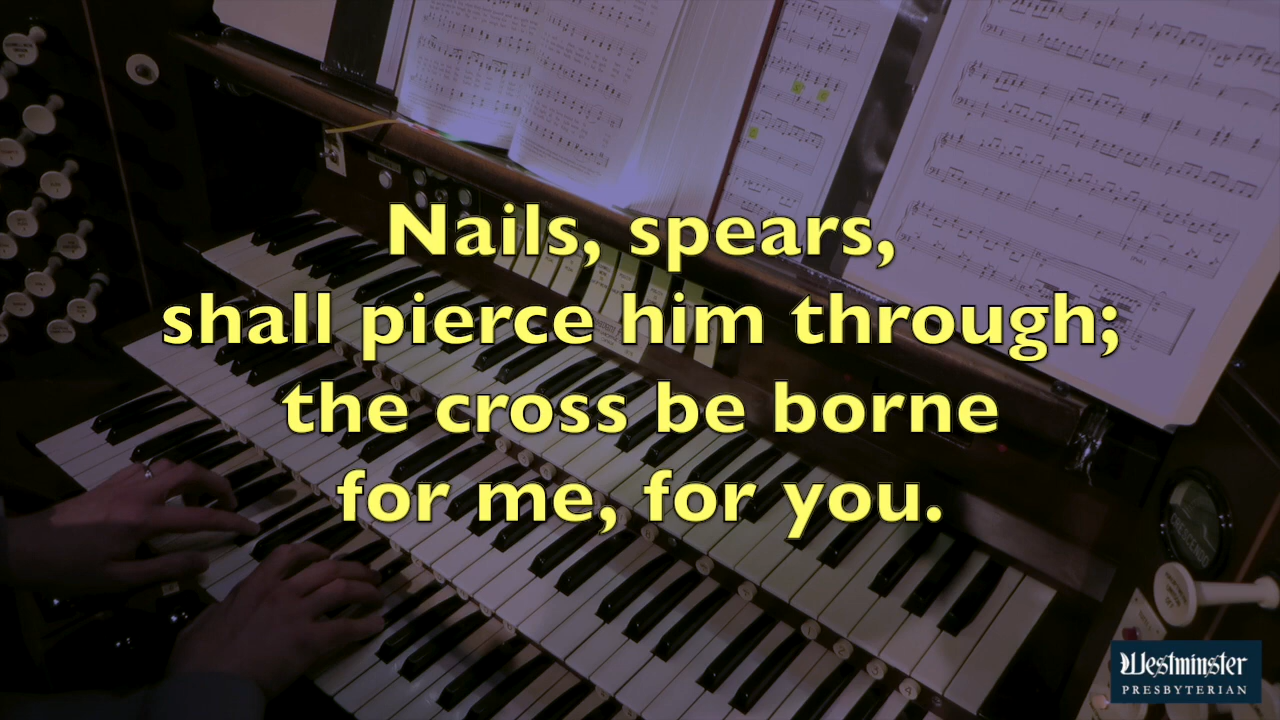 Nails, spears,
shall pierce him through;
the cross be borne
for me, for you.
Westminster
PRESBYTERIAN